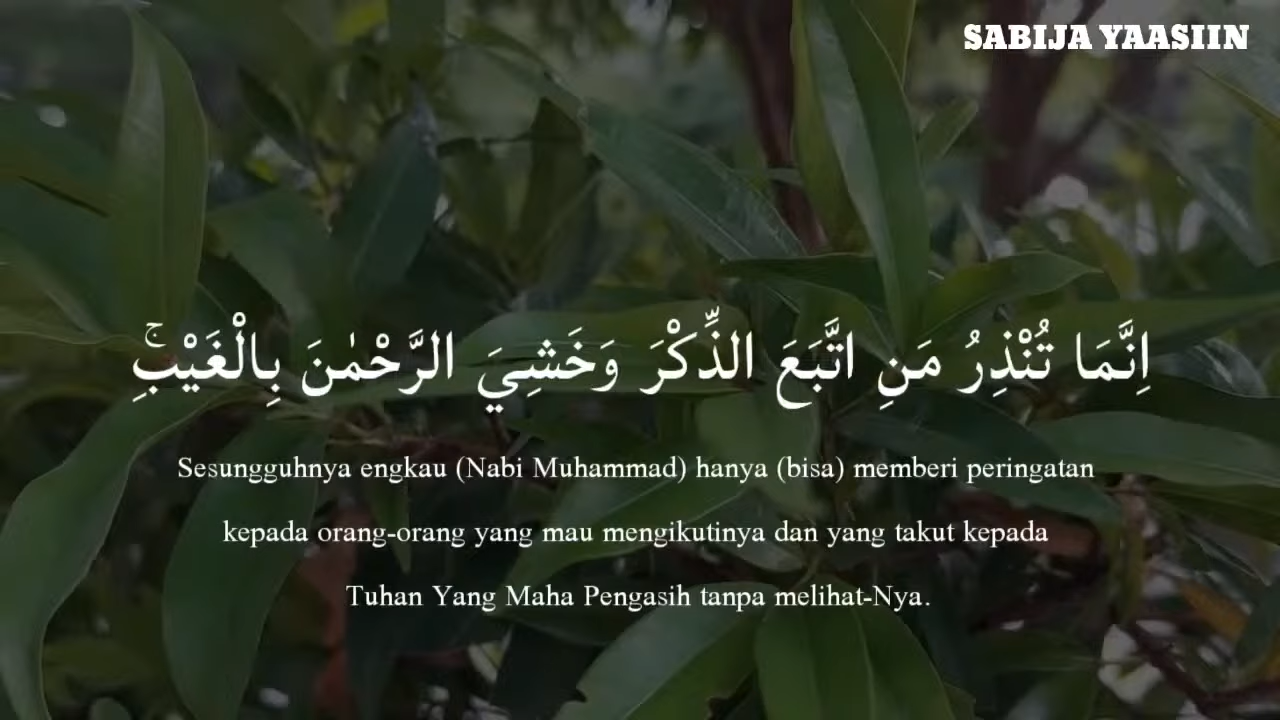 SABIJA YAASIIN
اِنَّمَا تُنْذِرُ مَنِ اتَّبَعَ الذِّكْرَ وَخَشِيَ الرَّحْمٰنَ بِالْغَيْبِۚ
Sesungguhnya engkau (Nabi Muhammad) hanya (bisa) memberi peringatan
kepada orang-orang yang mau mengikutinya dan yang takut kepada
Tuhan Yang Maha Pengasih tanpa melihat-Nya.